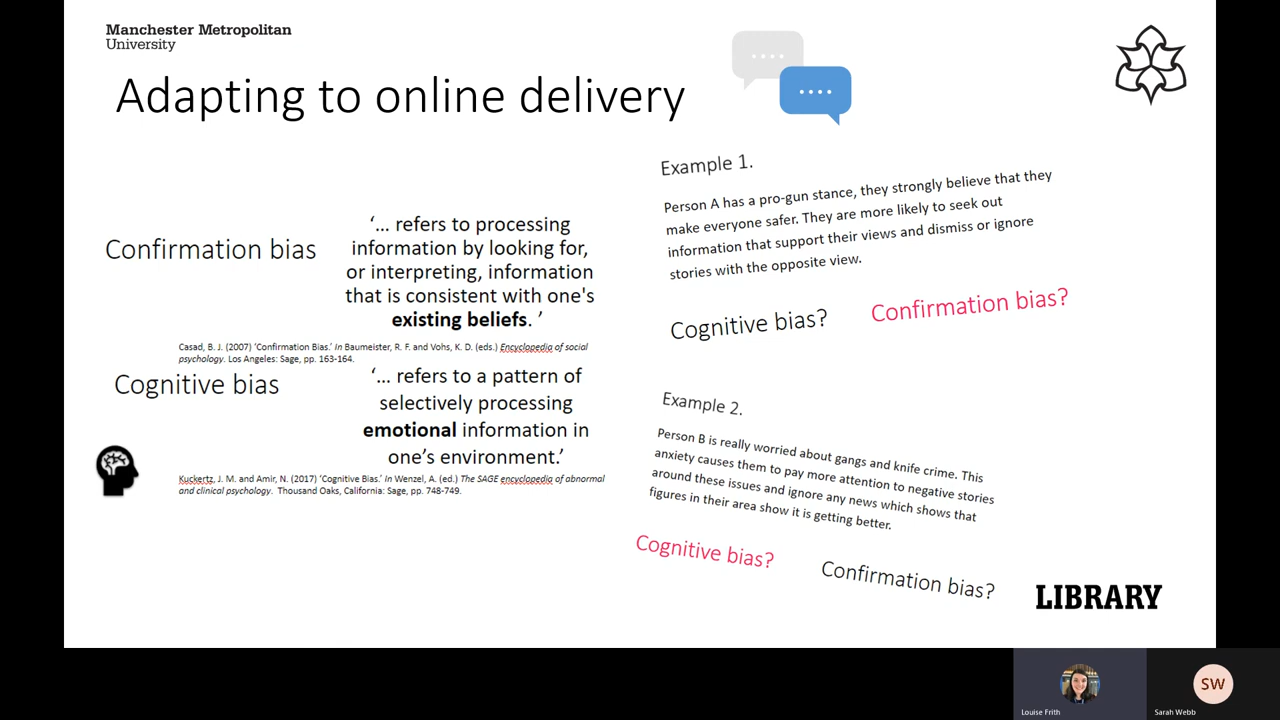 Manchester Metropolitan
University
Adapting to online delivery
Confirmation bias
‘… refers to processing
information by looking for,
or interpreting, information
that is consistent with one's
existing beliefs. ’
Casad, B. J. (2007) ‘Confirmation Bias.’ In Baumeister, R. F. and Vohs, K. D. (eds.) Encyclopedia of social
psychology. Los Angeles: Sage, pp. 163-164.
Cognitive bias
‘… refers to a pattern of
selectively processing
emotional information in
one’s environment.’
Kuckertz, J. M. and Amir, N. (2017) ‘Cognitive Bias.’ In Wenzel, A. (ed.) The SAGE encyclopedia of abnormal
and clinical psychology. Thousand Oaks, California: Sage, pp. 748-749.
Example 1.
Person A has a pro-gun stance, they strongly believe that they
make everyone safer. They are more likely to seek out
information that support their views and dismiss or ignore
stories with the opposite view.
Cognitive bias? Confirmation bias?
Example 2.
Person B is really worried about gangs and knife crime. This
anxiety causes them to pay more attention to negative stories
around these issues and ignore any news which shows that
figures in their area show it is getting better.
Cognitive bias? Confirmation bias?
LIBRARY
SW
Louise Frith
Sarah Webb